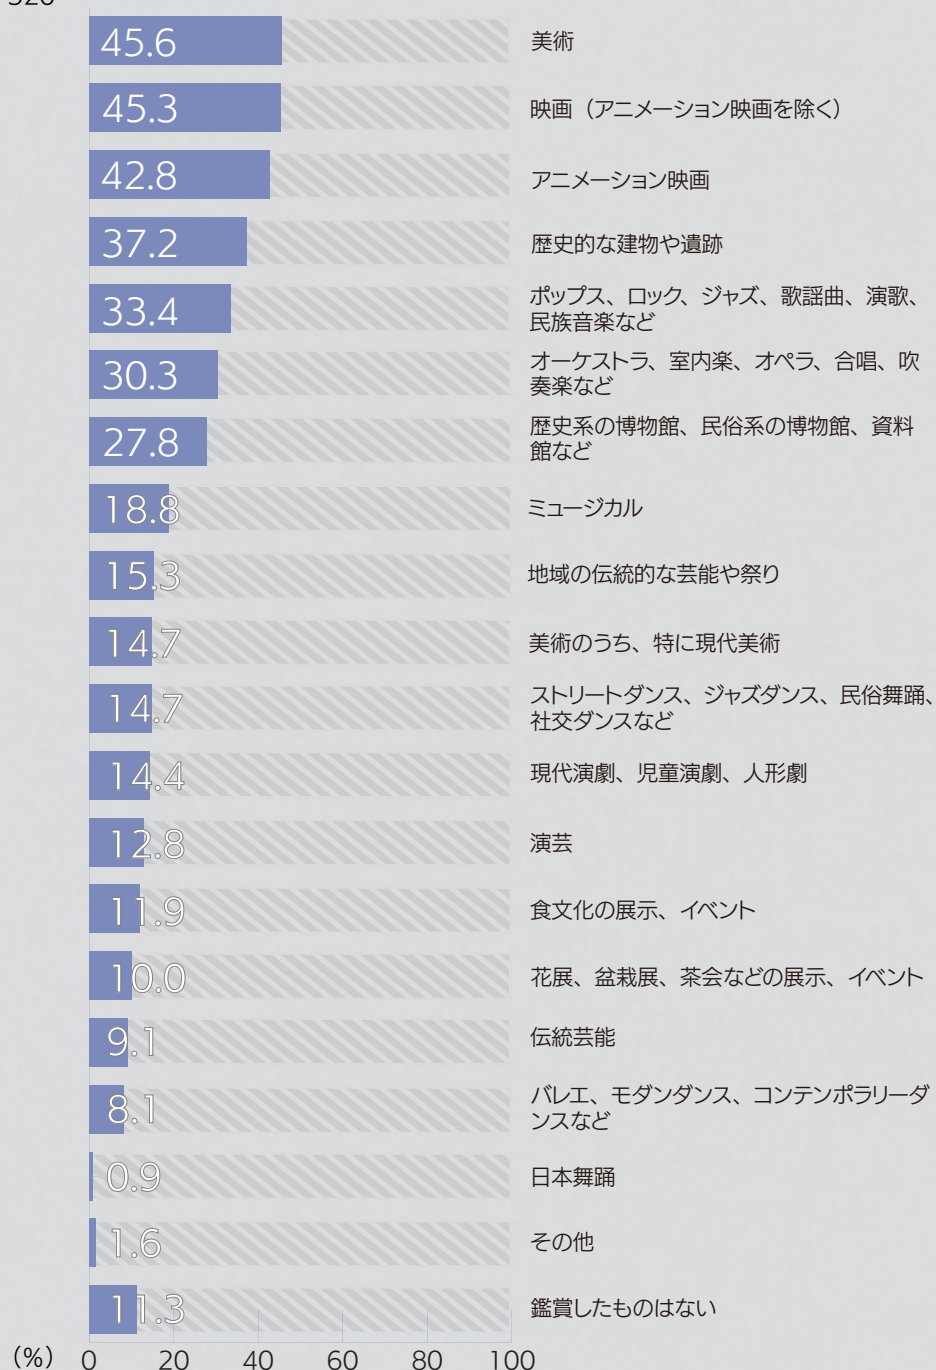 45.6 美術
45.3 映画（アニメーション映画を除く）
42.8 アニメーション映画
37.2 歴史的な建物や遺跡
33.4 ポップス、ロック、ジャズ、歌謡曲、演歌、
民族音楽など
30.3 オーケストラ、室内楽、オペラ、合唱、吹
奏楽など
27.8 歴史系の博物館、民俗系の博物館、資料
館など
18.8 ミュージカル
15.3 地域の伝統的な芸能や祭り
14.7 美術のうち、特に現代美術
14.7 ストリートダンス、ジャズダンス、民俗舞踊、
社交ダンスなど
14.4 現代演劇、児童演劇、人形劇
12.8 演芸
11.9 食文化の展示、イベント
10.0 花展、盆栽展、茶会などの展示、イベント
9.1 伝統芸能
8.1 バレエ、モダンダンス、コンテンポラリーダ
ンスなど
0.9 日本舞踊
1.6 その他
11.3 鑑賞したものはない
（%） 0 20 40 60 80 100